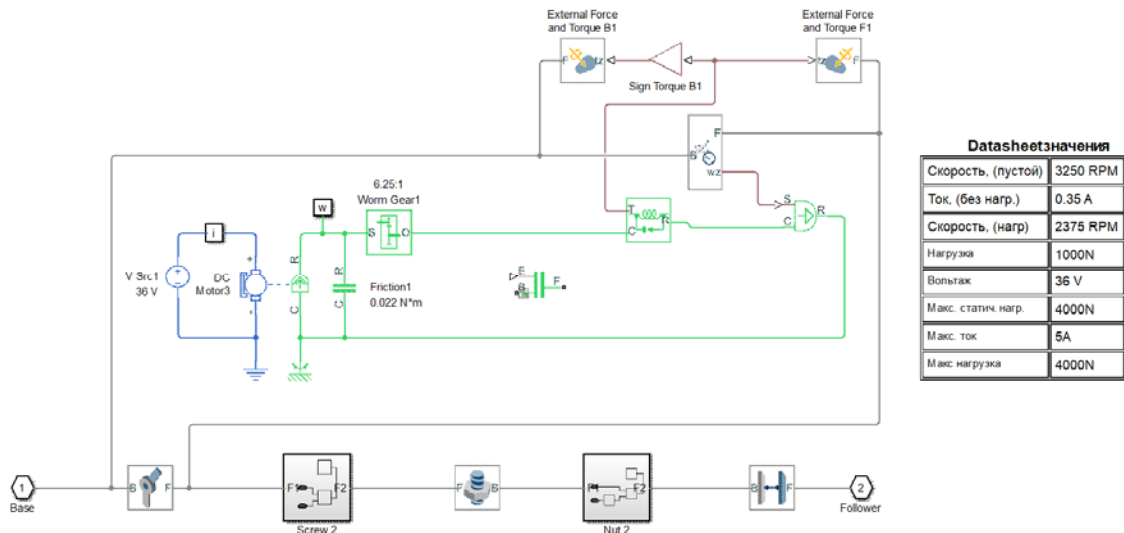 External Force
and Torque B1
External Force
and Torque F1
F
tz
tz
F
Sign Torque B1
B
F
wz
6.25:1
Worm Gear1
w
S
O
T
C
R
S
C
R
i
V Src1
36 V
DC
Motor3
+
-
R
C
R
C
Friction1
0.022 N*m
F
Datasheetзначения
Скорость, (пустой) 3250 RPM
Ток, (без нагр.) 0.35 A
Скорость, (нагр) 2375 RPM
Нагрузка 1000N
Вольтаж 36 V
Макс. статич. нагр. 4000N
Макс. ток 5A
Макс нагрузка 4000N
1
Base
B
F
F1
F2
Screw 2
F
B
F2
Nut 2
B
F
2
Follower